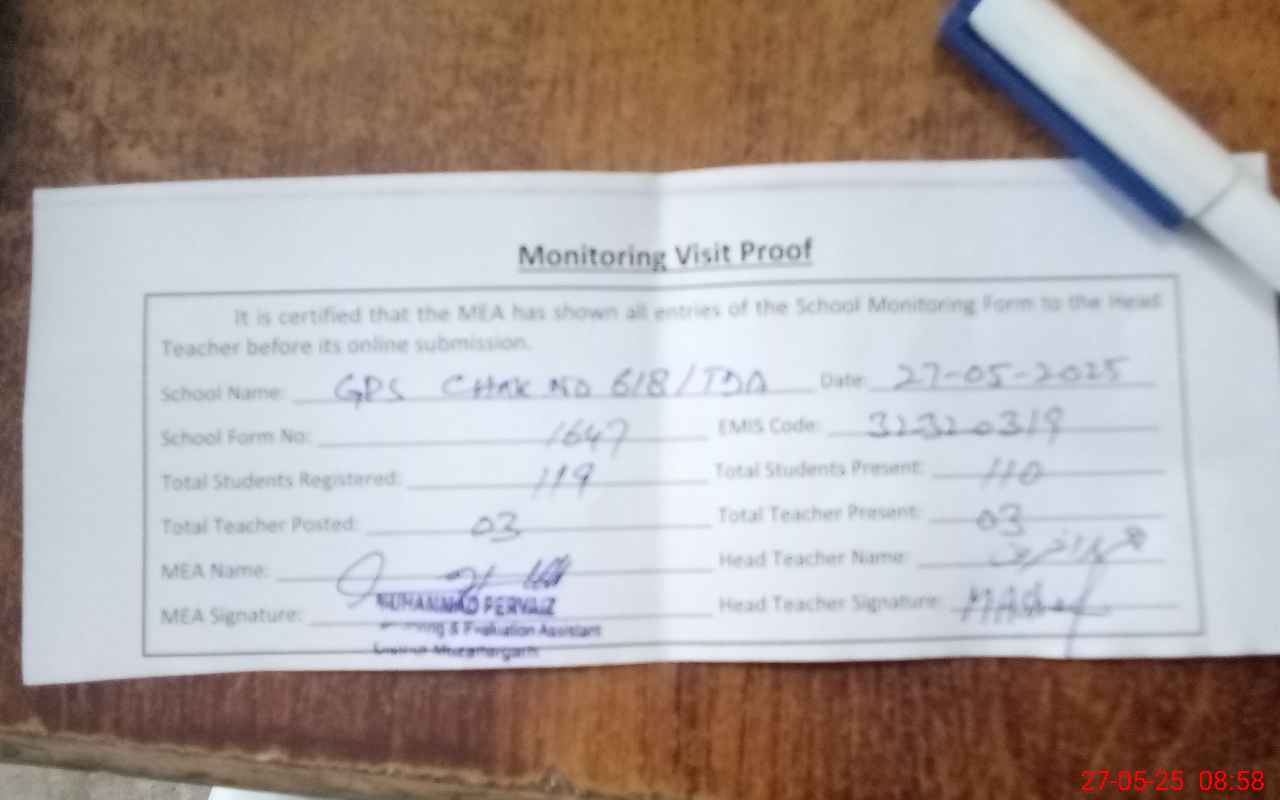 Monitoring Visit Proof
It is certified that the MEA has shown all entries of the School Monitoring Form to the Head
Teacher before its online submission.
School Name: GPS CHAK NO 618/TDA Date: 27-05-2025
School Form No: 1647 EMIS Code: 32320319
Total Students Registered: 119 Total Students Present: 110
Total Teacher Posted: 03 Total Teacher Present: 03
MEA Name: Head Teacher Name:
MEA Signature: Head Teacher Signature:
MUHAMMAD PERVAIZ
Monitoring & Evaluation Assistant
District Muzaffargarh
27-05-25 08:58